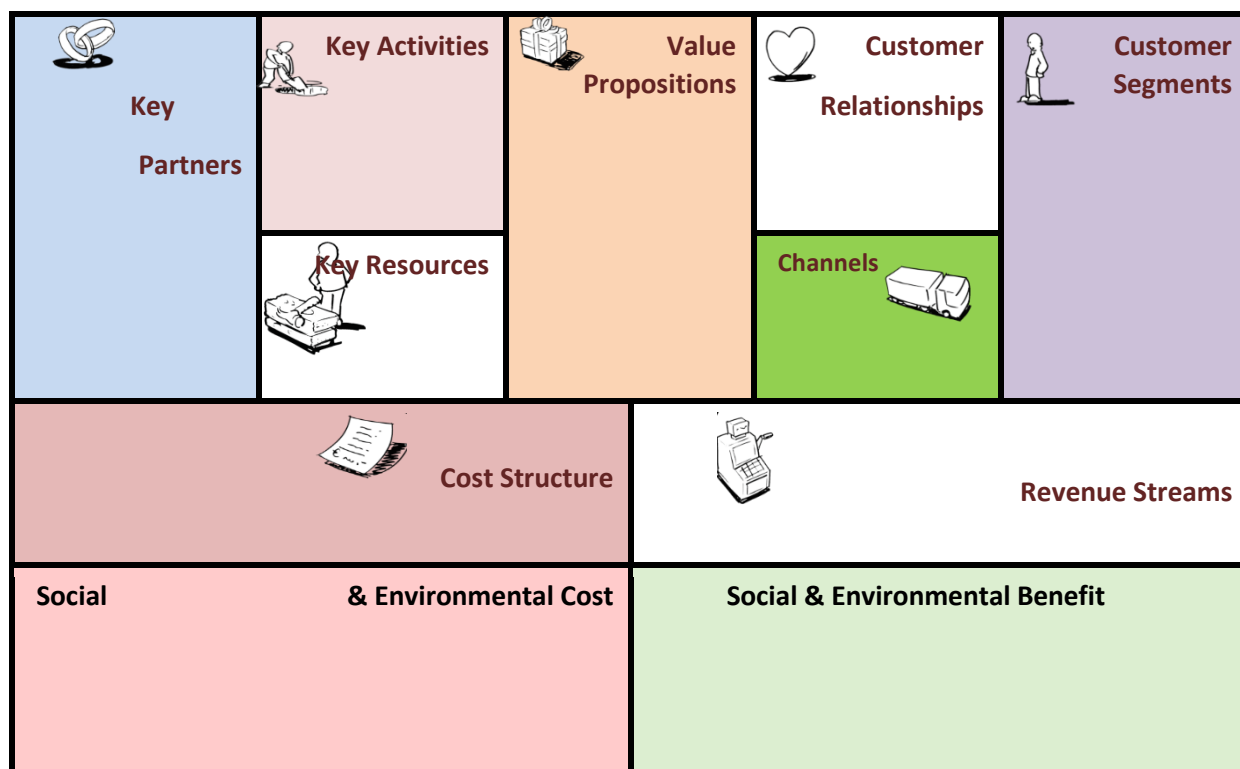 Key
Partners
Key Activities
Key Resources
Value
Propositions
Customer
Relationships
Channels
Customer
Segments
Cost Structure
Revenue Streams
Social & Environmental Cost
Social & Environmental Benefit